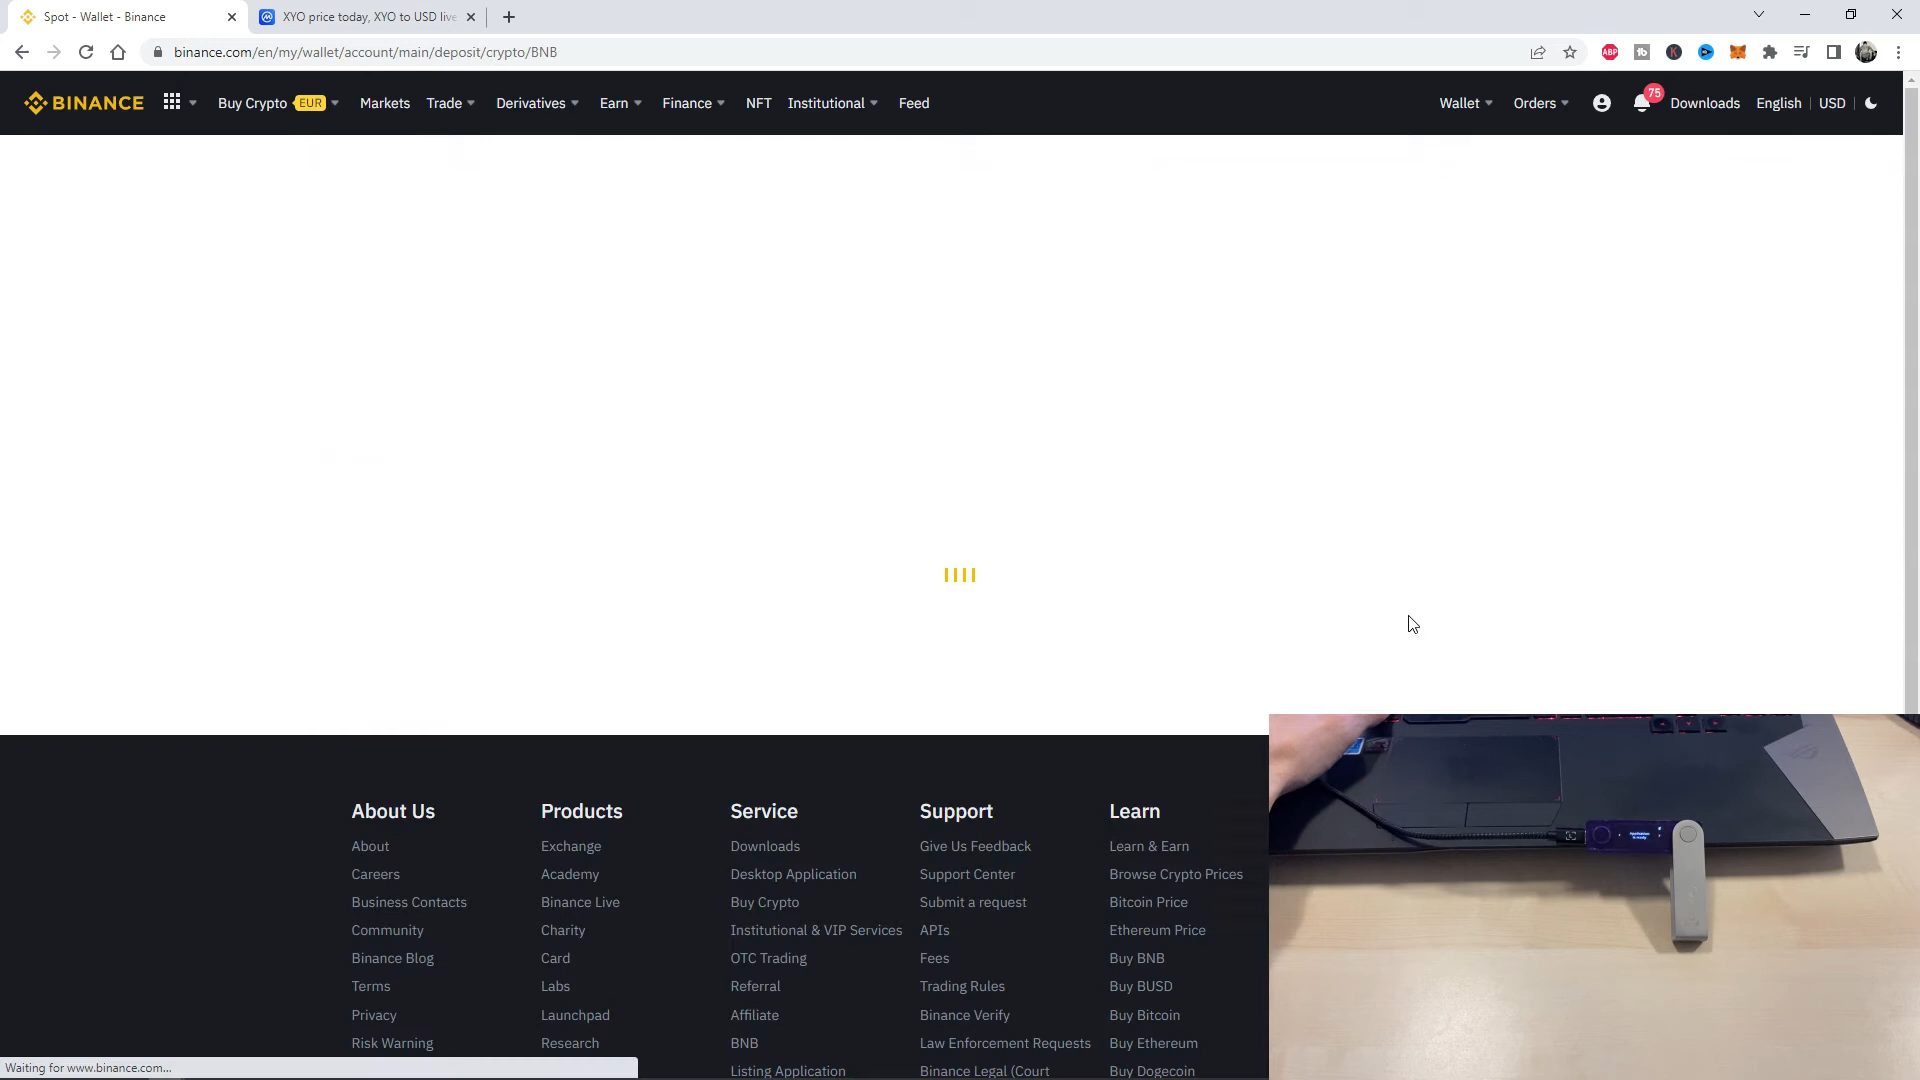 Spot - Wallet - Binance
XYO price today, XYO to USD live
binance.com/en/my/wallet/account/main/deposit/crypto/BNB
ABP
BINANCE
Buy Crypto EUR
Markets
Trade
Derivatives
Earn
Finance
NFT
Institutional
Feed
Wallet
Orders
75
Downloads
English
USD
About Us
About
Careers
Business Contacts
Community
Binance Blog
Terms
Privacy
Risk Warning
Products
Exchange
Academy
Binance Live
Charity
Card
Labs
Launchpad
Research
Service
Downloads
Desktop Application
Buy Crypto
Institutional & VIP Services
OTC Trading
Referral
Affiliate
BNB
Listing Application
Support
Give Us Feedback
Support Center
Submit a request
APIs
Fees
Trading Rules
Binance Verify
Law Enforcement Requests
Binance Legal (Court
Learn
Learn & Earn
Browse Crypto Prices
Bitcoin Price
Ethereum Price
Buy BNB
Buy BUSD
Buy Bitcoin
Buy Ethereum
Buy Dogecoin
Application
is ready
Waiting for www.binance.com...